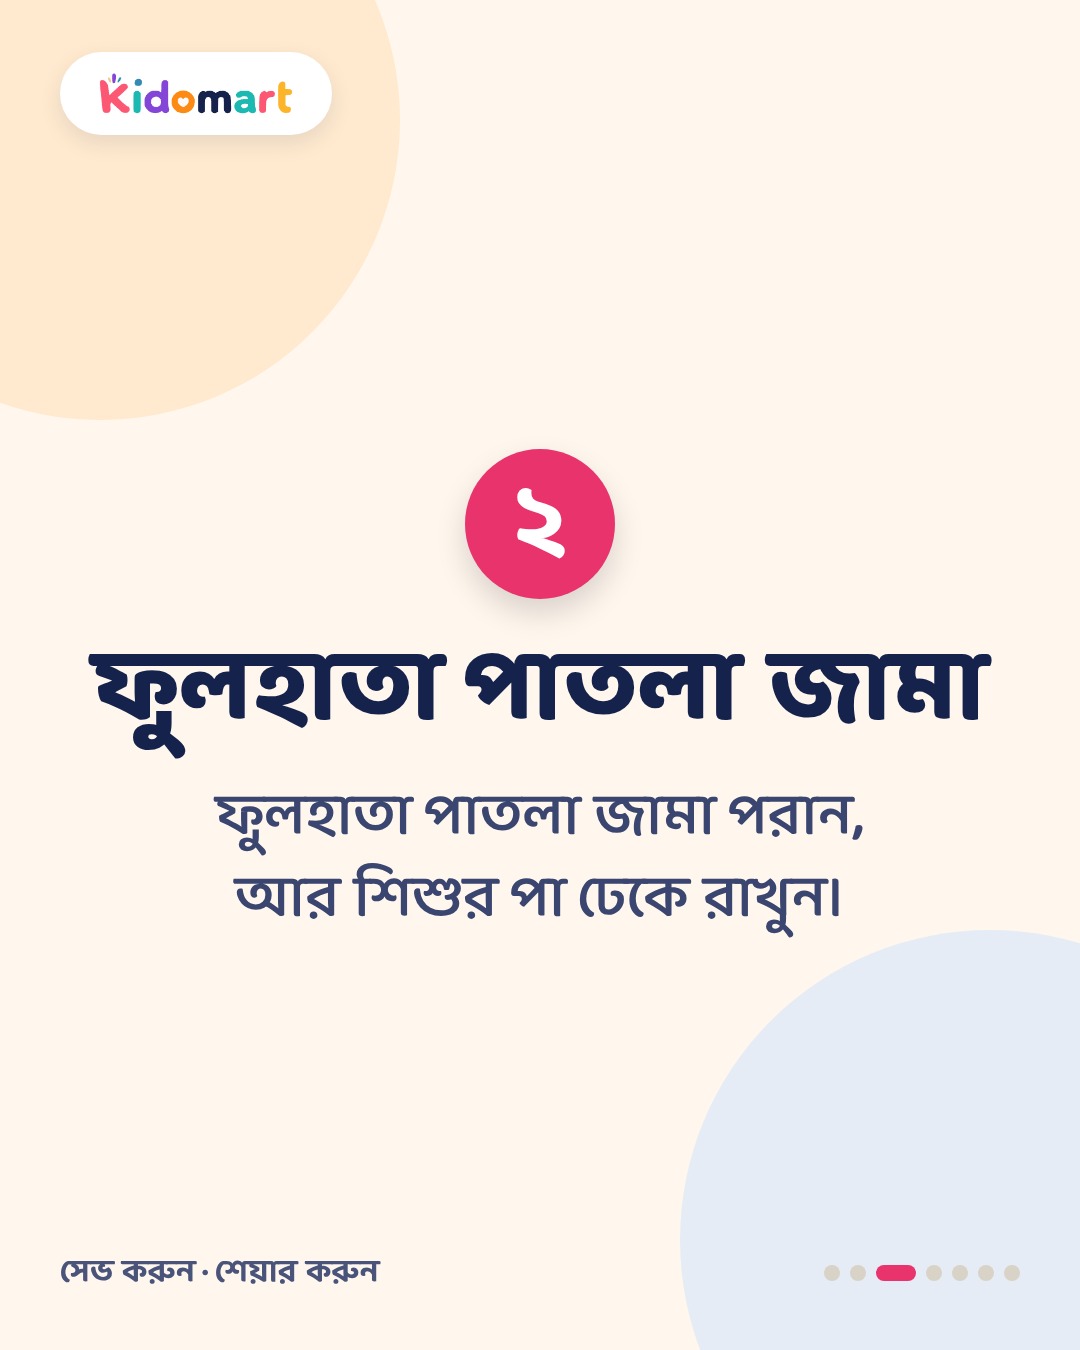 Kidomart
২
ফুলহাতা পাতলা জামা
ফুলহাতা পাতলা জামা পরান,
আর শিশুর পা ঢেকে রাখুন।
সেভ করুন · শেয়ার করুন